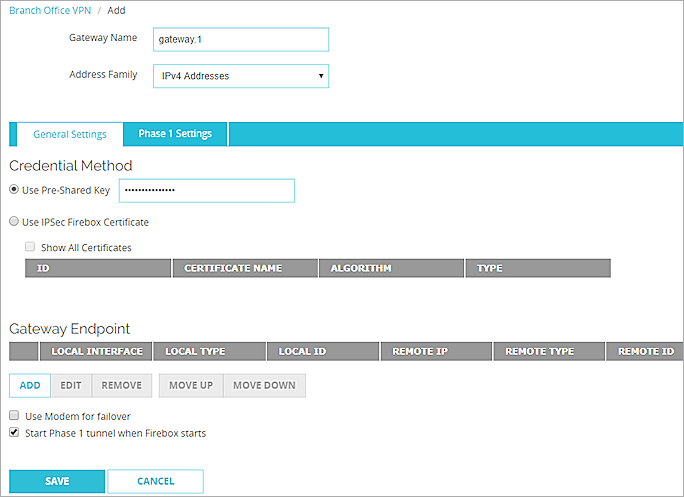 Branch Office VPN / Add
Gateway Name gateway.1
Address Family IPv4 Addresses
General Settings Phase 1 Settings
Credential Method
Use Pre-Shared Key •••••••••••••••
Use IPSec Firebox Certificate
Show All Certificates
ID CERTIFICATE NAME ALGORITHM TYPE
Gateway Endpoint
LOCAL INTERFACE LOCAL TYPE LOCAL ID REMOTE IP REMOTE TYPE REMOTE ID
ADD EDIT REMOVE MOVE UP MOVE DOWN
Use Modem for failover
Start Phase 1 tunnel when Firebox starts
SAVE CANCEL